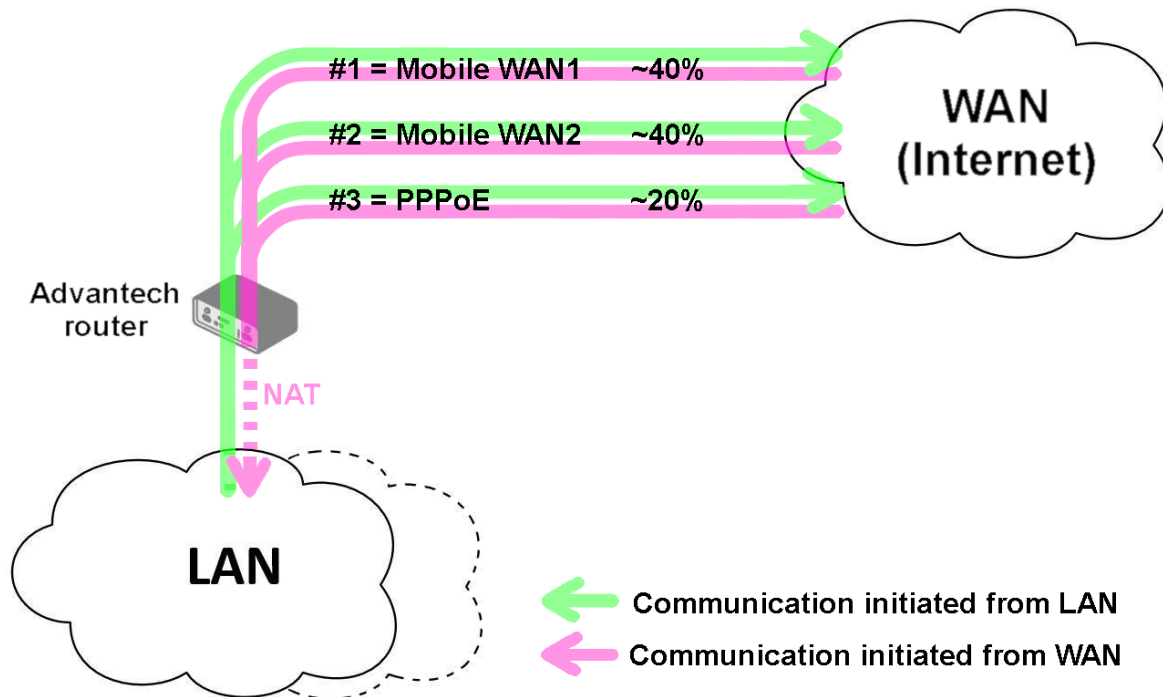 #1 = Mobile WAN1 ~40%
#2 = Mobile WAN2 ~40%
#3 = PPPoE ~20%
WAN
(Internet)
Advantech
router
NAT
LAN
Communication initiated from LAN
Communication initiated from WAN